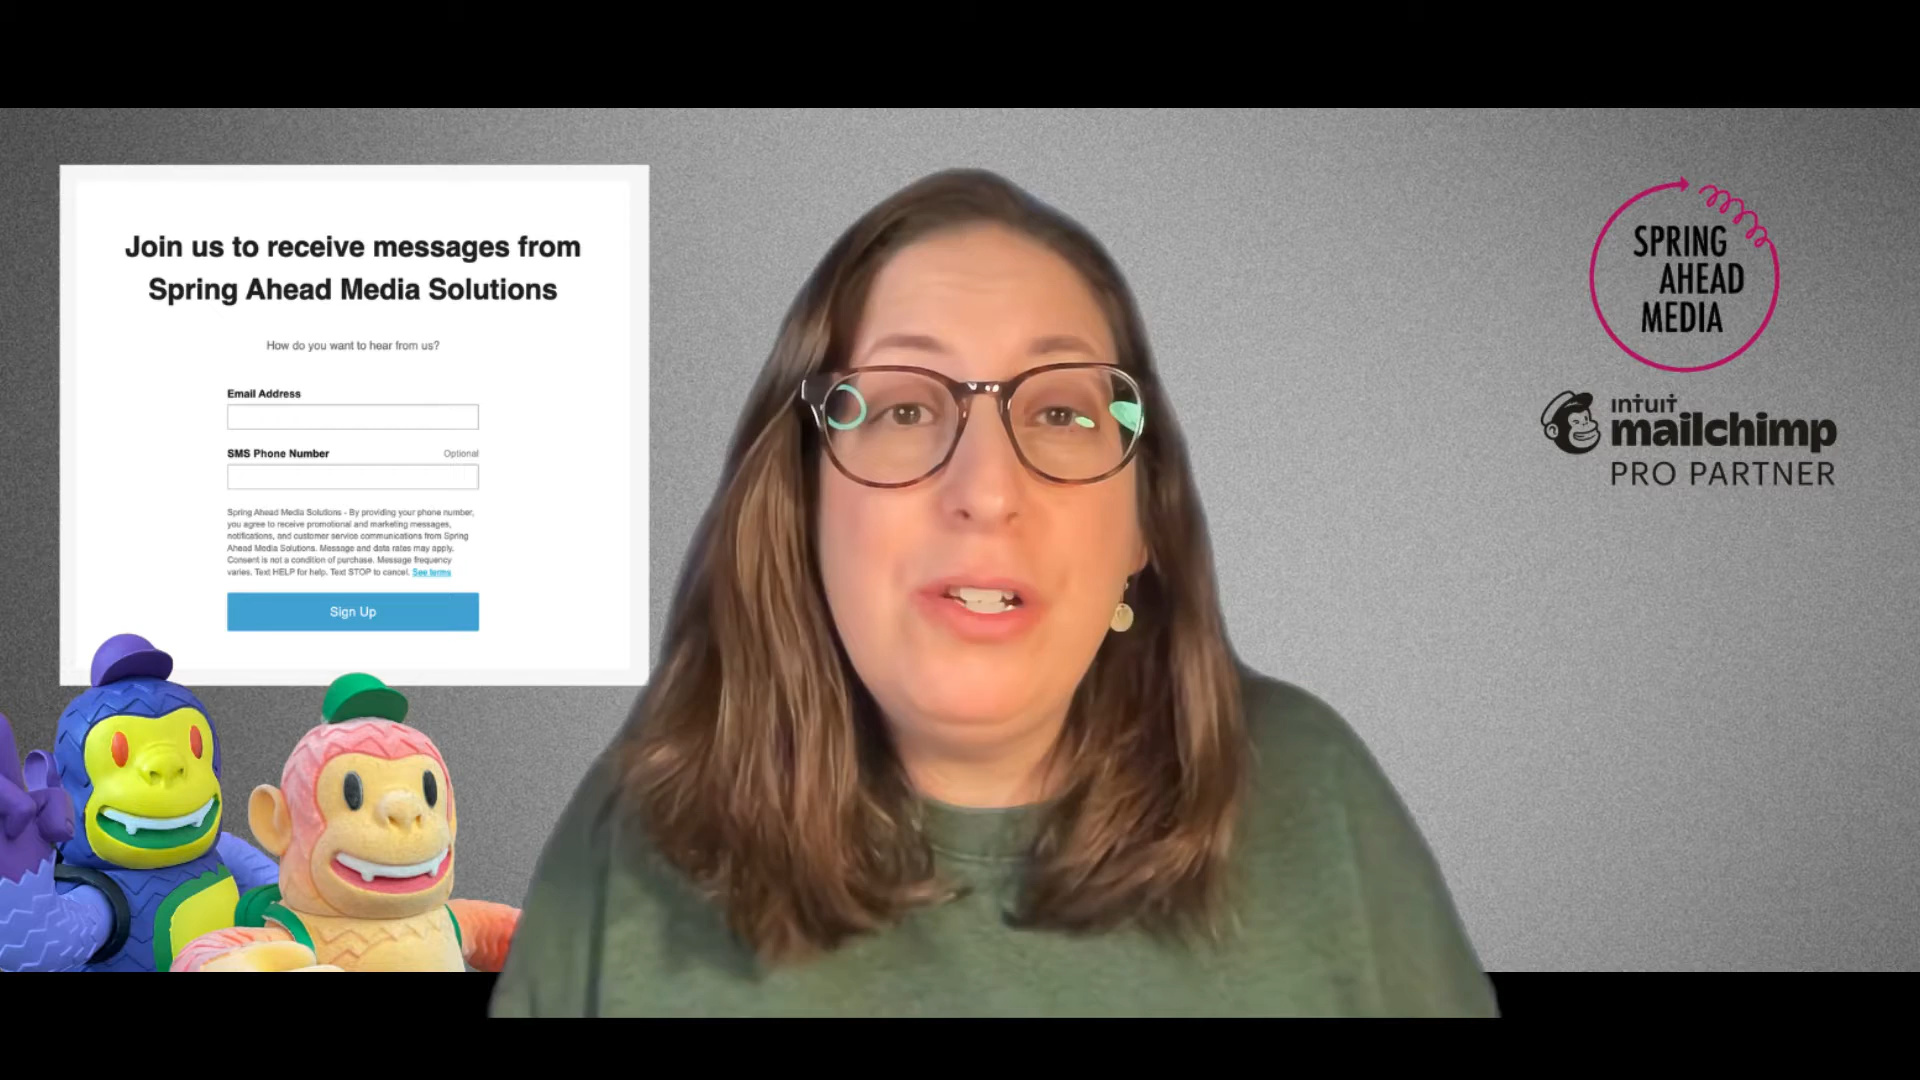 Join us to receive messages from
Spring Ahead Media Solutions
How do you want to hear from us?
Email Address
SMS Phone Number Optional
Spring Ahead Media Solutions - By providing your phone number,
you agree to receive promotional and marketing messages,
notifications, and customer service communications from Spring
Ahead Media Solutions. Message and data rates may apply.
Consent is not a condition of purchase. Message frequency
varies. Text HELP for help. Text STOP to cancel. See terms
Sign Up
SPRING
AHEAD
MEDIA
INTUIT
mailchimp
PRO PARTNER